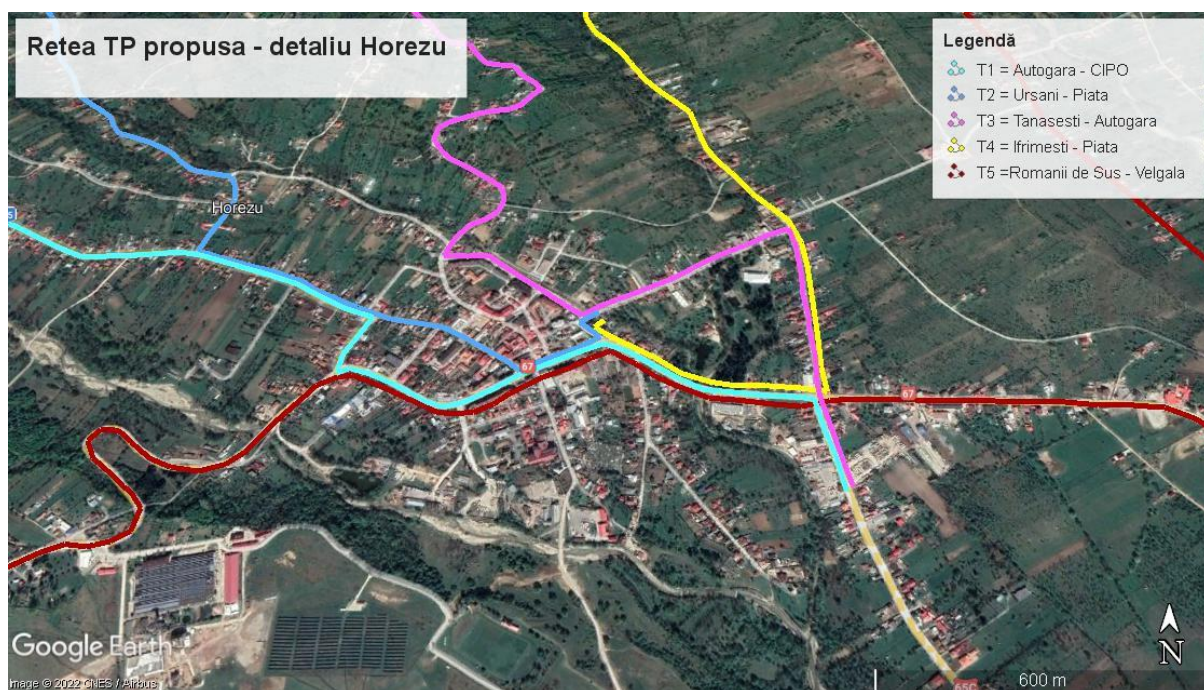 Retea TP propusa - detaliu Horezu
Legendă
T1 = Autogara - CIPO
T2 = Ursani - Piata
T3 = Tanasesti - Autogara
T4 = Ifrimesti - Piata
T5 =Romanii de Sus - Velgala
Horezu
67
67
65C
Google Earth
Image © 2022 CNES / Airbus
600 m
N